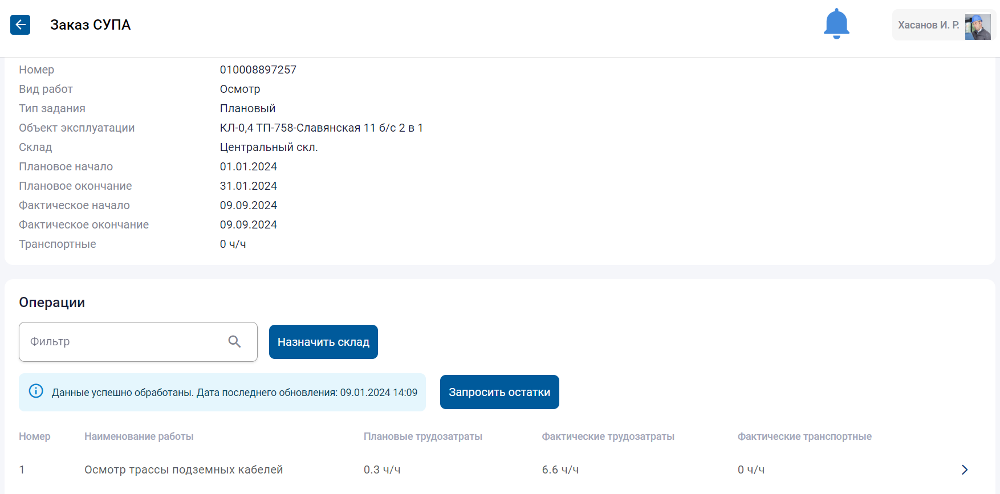 Заказ СУПА
Хасанов И. Р.
Номер 010008897257
Вид работ Осмотр
Тип задания Плановый
Объект эксплуатации КЛ-0,4 ТП-758-Славянская 11 б/с 2 в 1
Склад Центральный скл.
Плановое начало 01.01.2024
Плановое окончание 31.01.2024
Фактическое начало 09.09.2024
Фактическое окончание 09.09.2024
Транспортные 0 ч/ч
Операции
Фильтр Назначить склад
Данные успешно обработаны. Дата последнего обновления: 09.01.2024 14:09 Запросить остатки
Номер Наименование работы Плановые трудозатраты Фактические трудозатраты Фактические транспортные
1 Осмотр трассы подземных кабелей 0.3 ч/ч 6.6 ч/ч 0 ч/ч